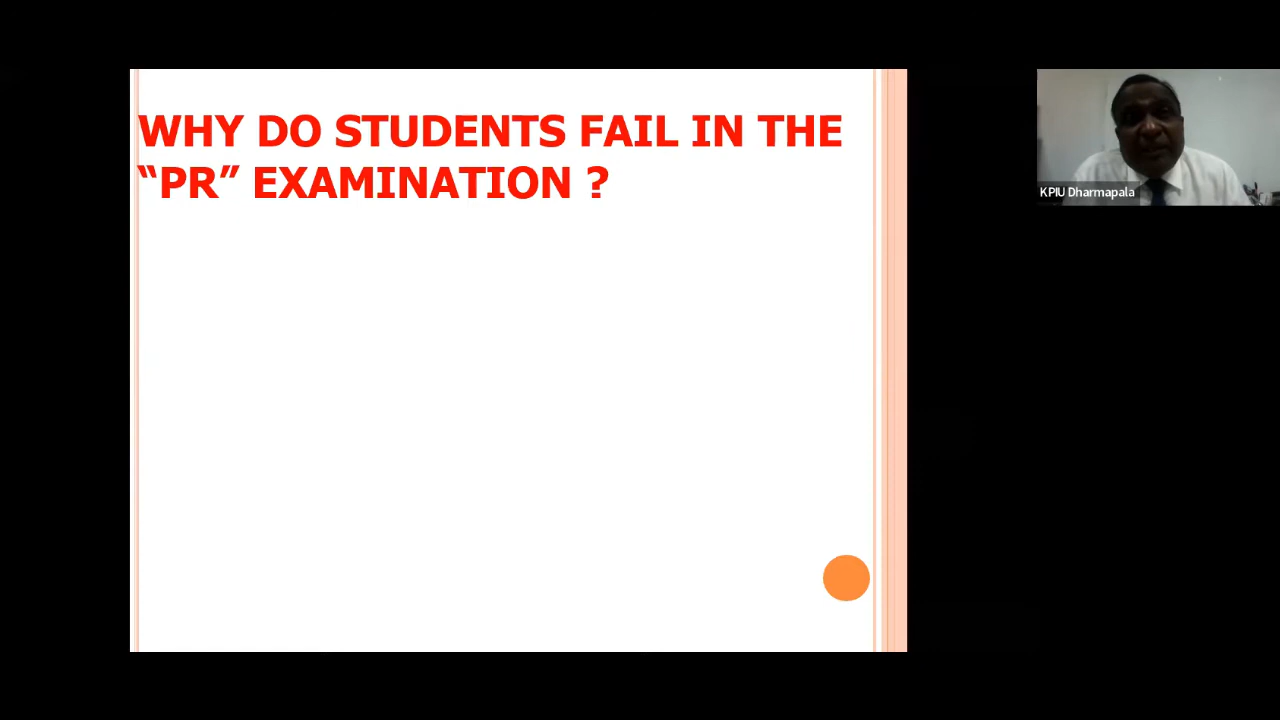 WHY DO STUDENTS FAIL IN THE
“PR” EXAMINATION ?
KPIU Dharmapala